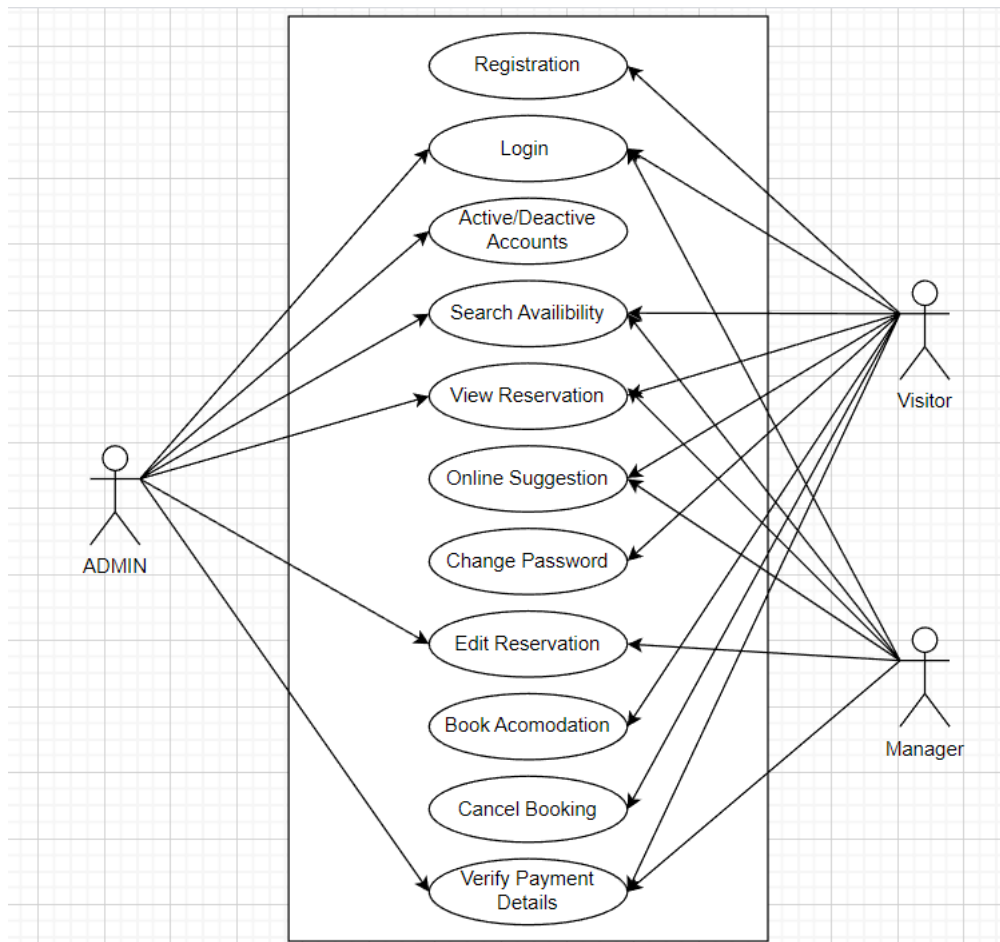 Registration
Login
Active/Deactive
Accounts
Search Availibility
View Reservation
Online Suggestion
Change Password
Edit Reservation
Book Acomodation
Cancel Booking
Verify Payment
Details
ADMIN
Visitor
Manager